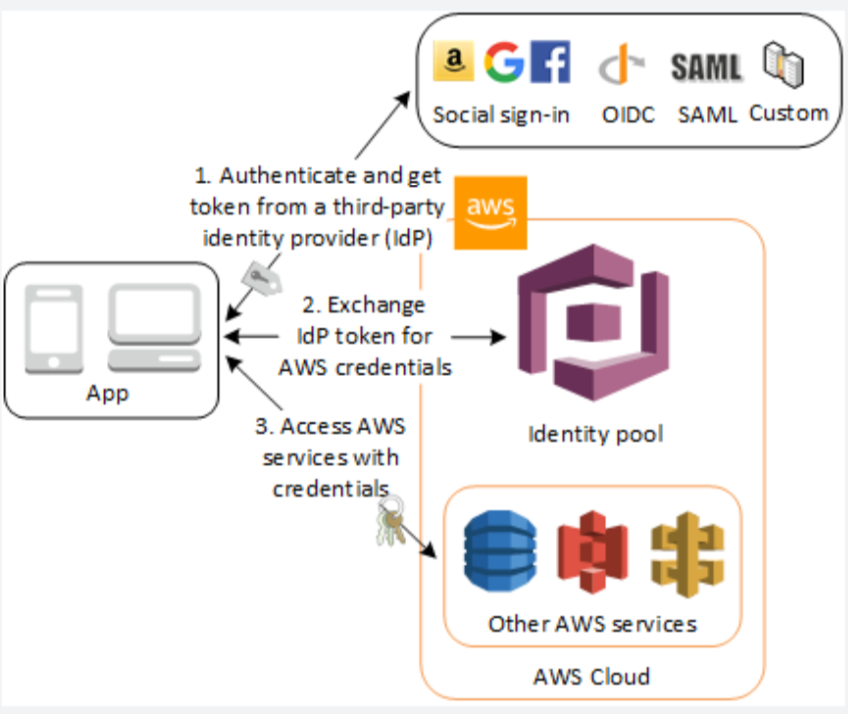 a
G
f
SAML
Social sign-in
OIDC
SAML
Custom
1. Authenticate and get
token from a third-party
identity provider (IdP)
aws
2. Exchange
IdP token for
AWS credentials
App
Identity pool
3. Access AWS
services with
credentials
Other AWS services
AWS Cloud